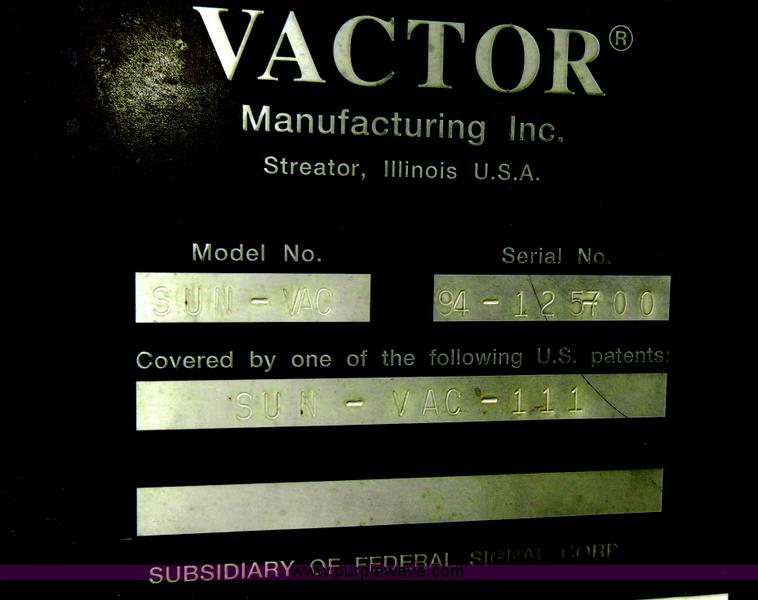 VACTOR®
Manufacturing Inc.
Streator, Illinois U.S.A.
Model No. Serial No.
SUN-VAC 94-125700
Covered by one of the following U.S. patents:
SUN-VAC-111
SUBSIDIARY OF FEDERAL SIGNAL CORP.
www.purplewave.com